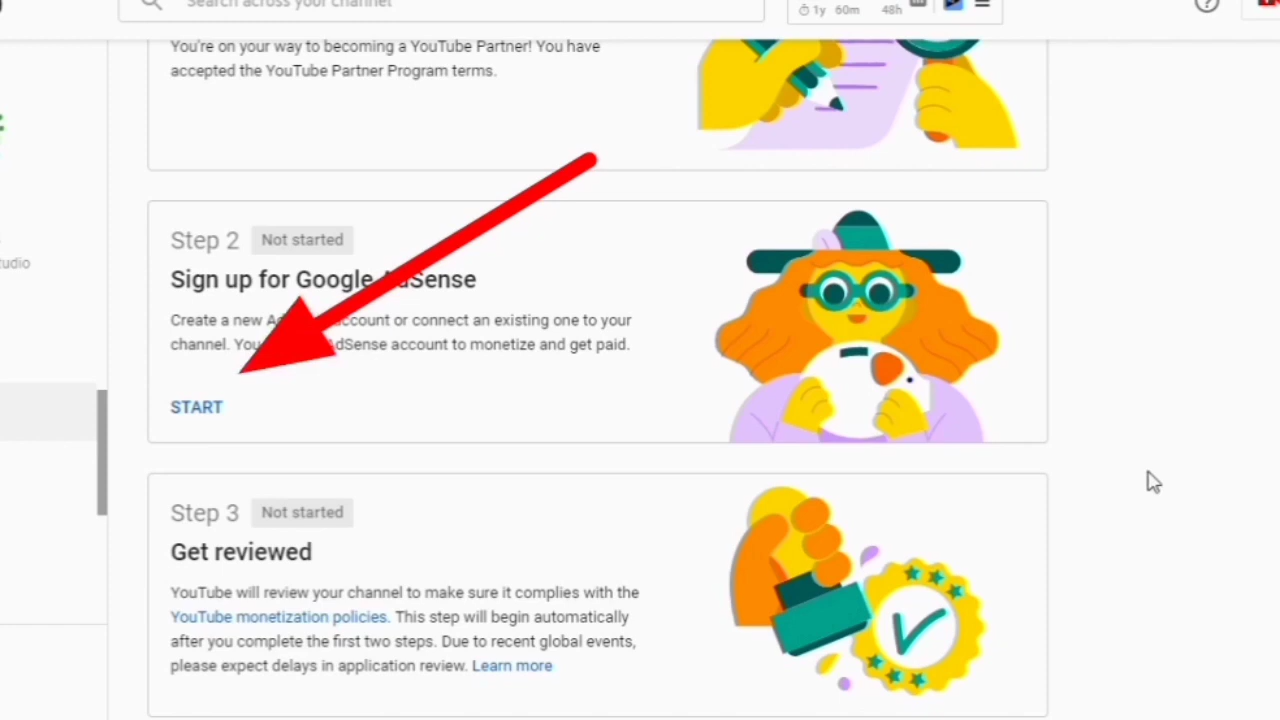 Search across your channel
1y 60m 48h
You're on your way to becoming a YouTube Partner! You have
accepted the YouTube Partner Program terms.
tudio
Step 2 Not started
Sign up for Google AdSense
Create a new account or connect an existing one to your
channel. You AdSense account to monetize and get paid.
START
Step 3 Not started
Get reviewed
YouTube will review your channel to make sure it complies with the
YouTube monetization policies. This step will begin automatically
after you complete the first two steps. Due to recent global events,
please expect delays in application review. Learn more